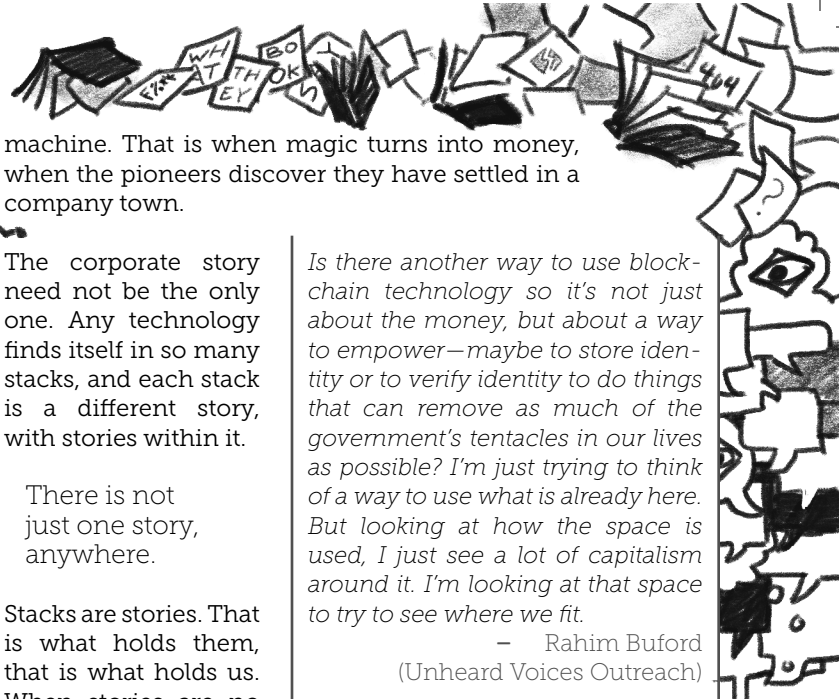 WH
AT
TH
EY
BO
OK
404
?
machine. That is when magic turns into money,
when the pioneers discover they have settled in a
company town.
The corporate story
need not be the only
one. Any technology
finds itself in so many
stacks, and each stack
is a different story,
with stories within it.
There is not
just one story,
anywhere.
Stacks are stories. That
is what holds them,
that is what holds us.
When stories are no
Is there another way to use block-
chain technology so it's not just
about the money, but about a way
to empower—maybe to store iden-
tity or to verify identity to do things
that can remove as much of the
government's tentacles in our lives
as possible? I'm just trying to think
of a way to use what is already here.
But looking at how the space is
used, I just see a lot of capitalism
around it. I'm looking at that space
to try to see where we fit.
– Rahim Buford
(Unheard Voices Outreach)